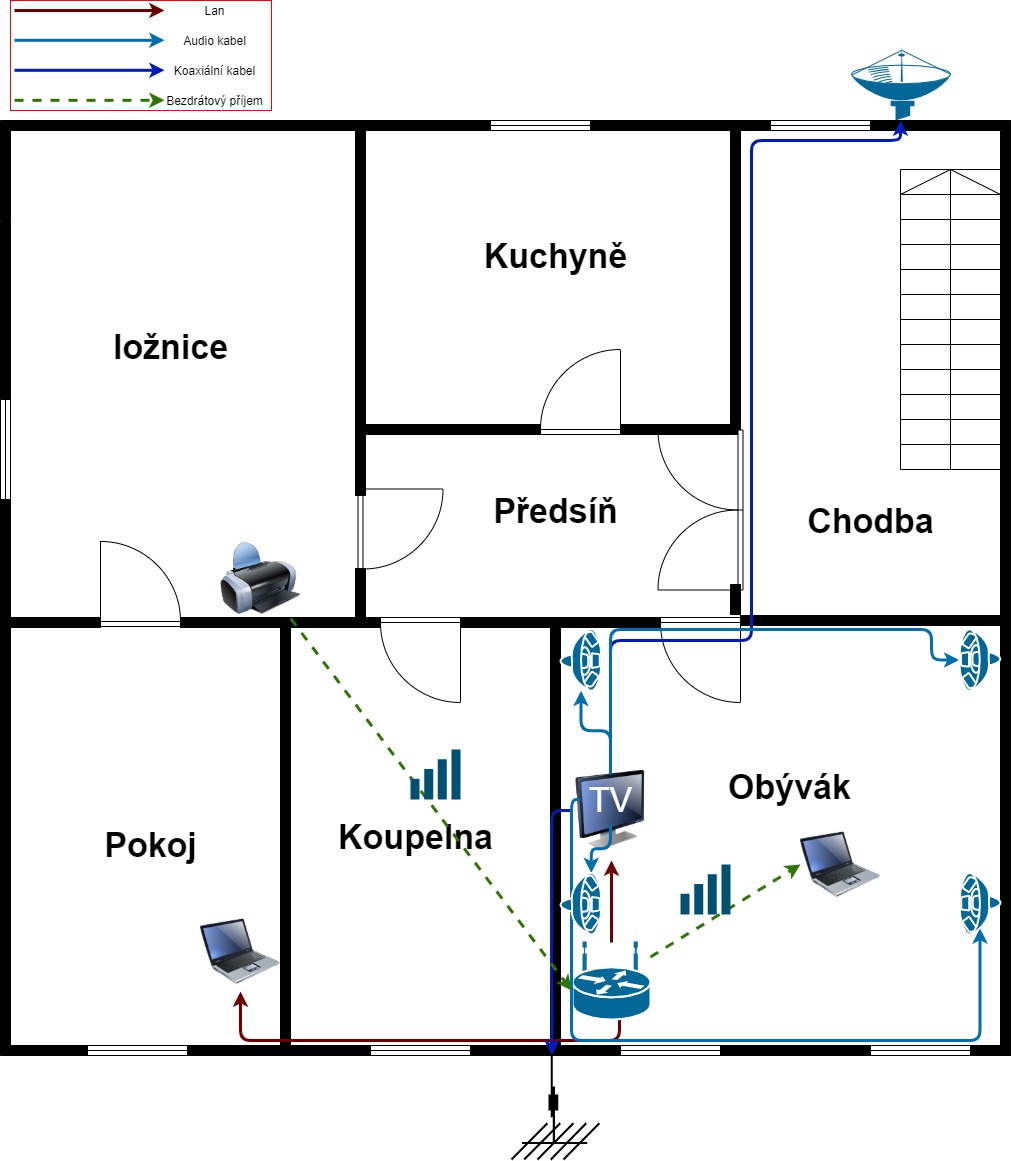 Lan
Audio kabel
Koaxiální kabel
Bezdrátový příjem
Kuchyně
ložnice
Předsíň
Chodba
Obývák
TV
Koupelna
Pokoj